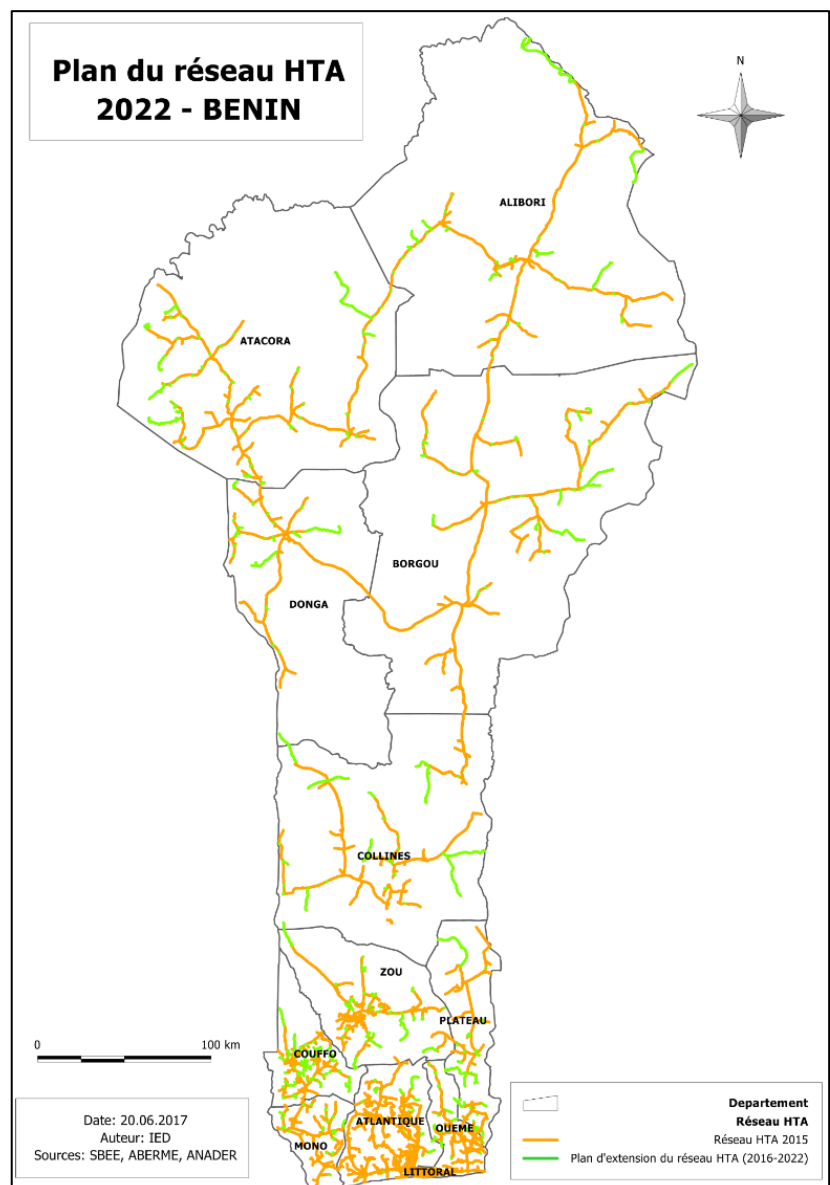 Plan du réseau HTA
2022 - BENIN
N
ALIBORI
ATACORA
BORGOU
DONGA
COLLINES
ZOU
PLATEAU
0 100 km
COUFFO
ATLANTIQUE
OUEME
MONO
LITTORAL
Date: 20.06.2017
Auteur: IED
Sources: SBEE, ABERME, ANADER
Departement
Réseau HTA
Réseau HTA 2015
Plan d'extension du réseau HTA (2016-2022)